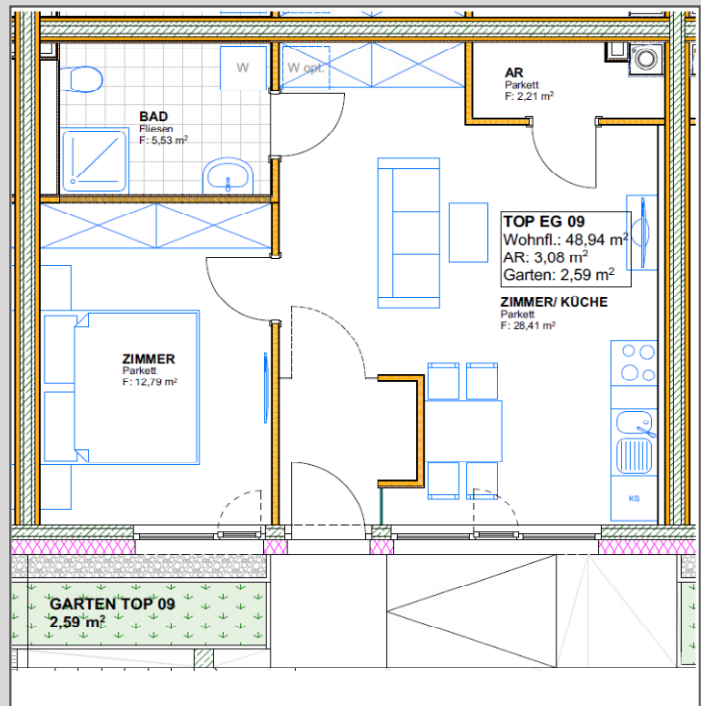 W
W opt.
AR
Parkett
F: 2,21 m²
BAD
Fliesen
F: 5,53 m²
TOP EG 09
Wohnfl.: 48,94 m²
AR: 3,08 m²
Garten: 2,59 m²
ZIMMER/ KÜCHE
Parkett
F: 28,41 m²
ZIMMER
Parkett
F: 12,79 m²
KS
GARTEN TOP 09
2,59 m²